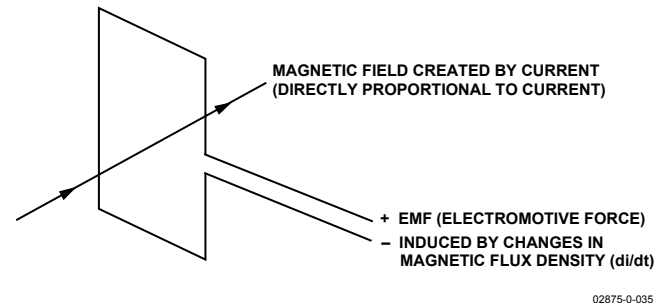 MAGNETIC FIELD CREATED BY CURRENT
(DIRECTLY PROPORTIONAL TO CURRENT)
+ EMF (ELECTROMOTIVE FORCE)
– INDUCED BY CHANGES IN
MAGNETIC FLUX DENSITY (di/dt)
02875-0-035